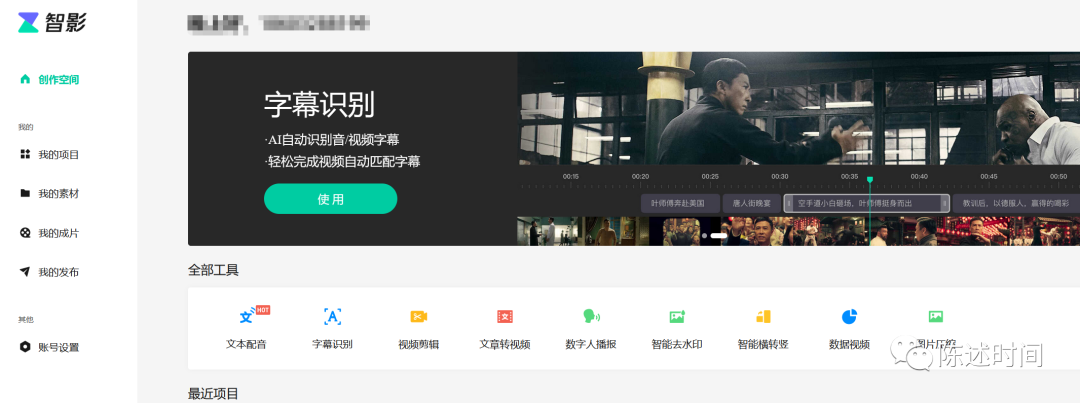 智影
创作空间
我的
我的项目
我的素材
我的成片
我的发布
其他
账号设置
字幕识别
·AI自动识别音/视频字幕
·轻松完成视频自动匹配字幕
使用
00:15 00:20 00:25 00:30 00:35 00:40 00:45 00:50
叶师傅奔赴美国 唐人街晚宴 空手道小白砸场，叶师傅挺身而出 教训后，以德服人，赢得的喝彩
全部工具
HOT
文本配音 字幕识别 视频剪辑 文章转视频 数字人播报 智能去水印 智能横转竖 数据视频 图片压缩
陈述时间
最近项目